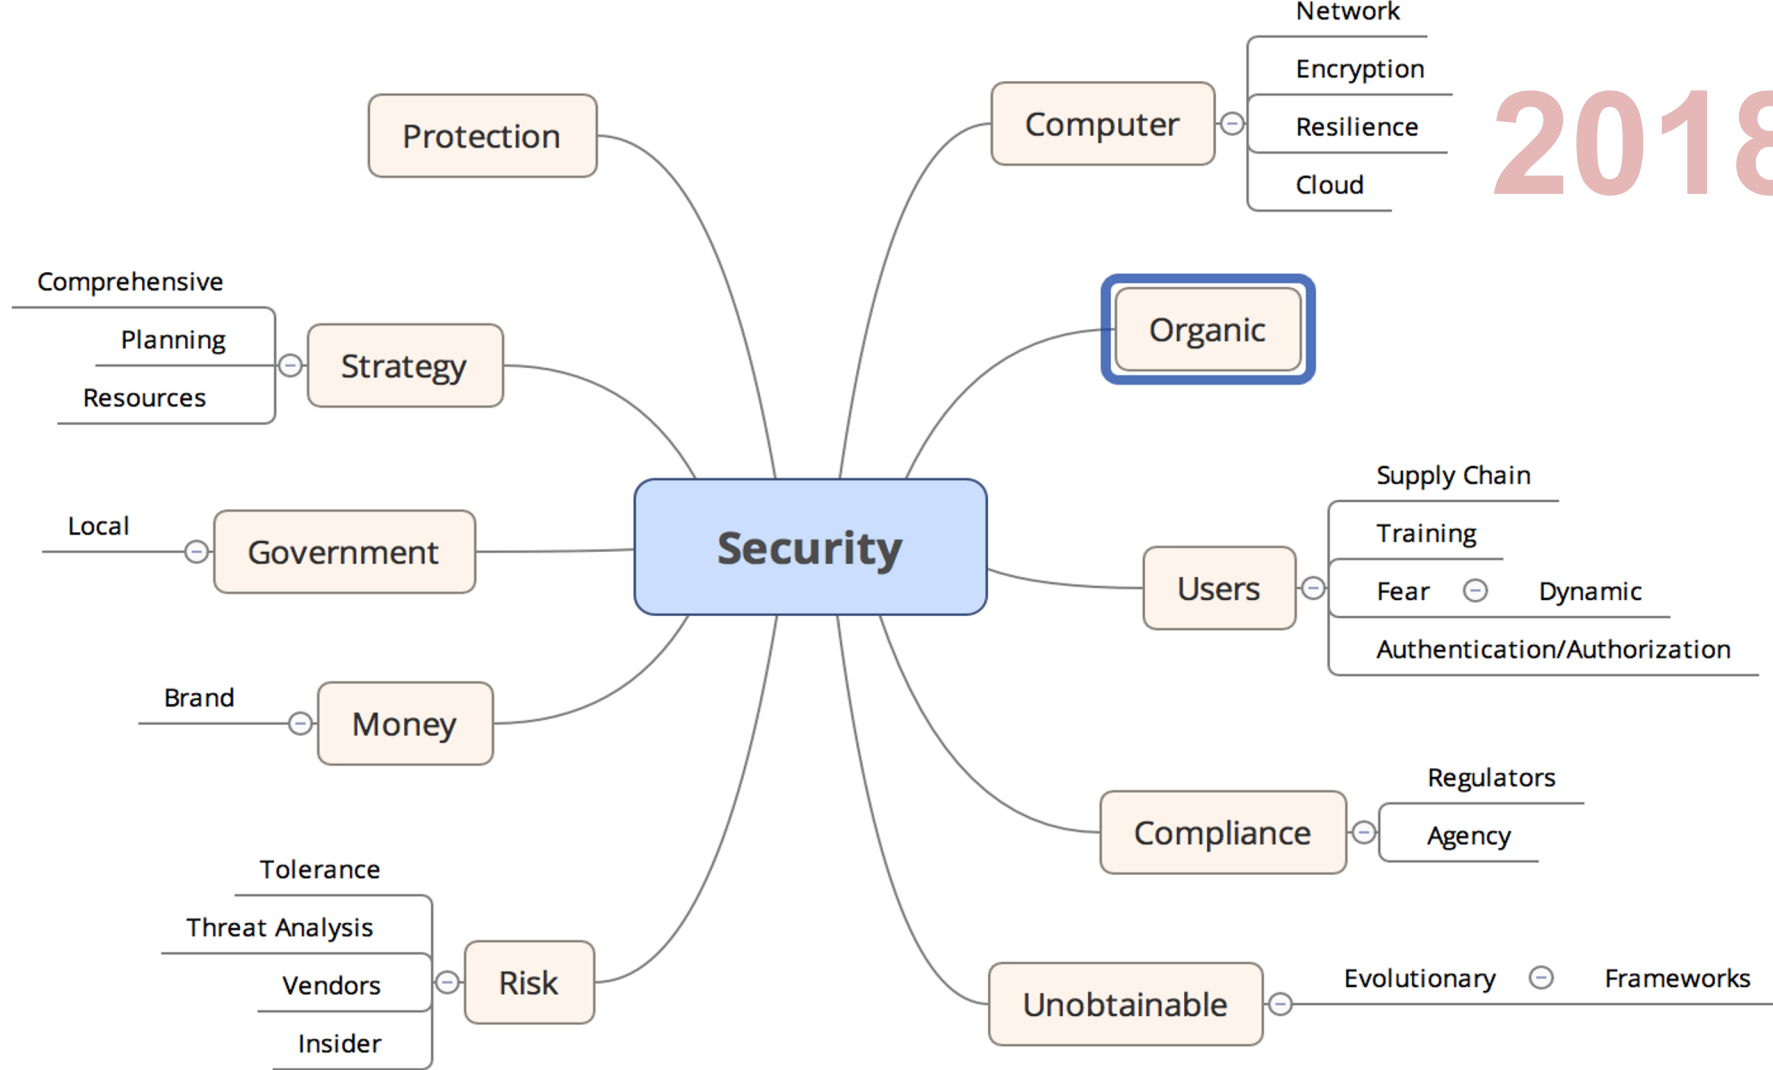 Network
Encryption
Computer
Resilience
Cloud
2018
Protection
Comprehensive
Planning
Strategy
Resources
Organic
Supply Chain
Training
Users
Fear
Dynamic
Authentication/Authorization
Local
Government
Security
Brand
Money
Regulators
Compliance
Agency
Tolerance
Threat Analysis
Vendors
Risk
Insider
Unobtainable
Evolutionary
Frameworks